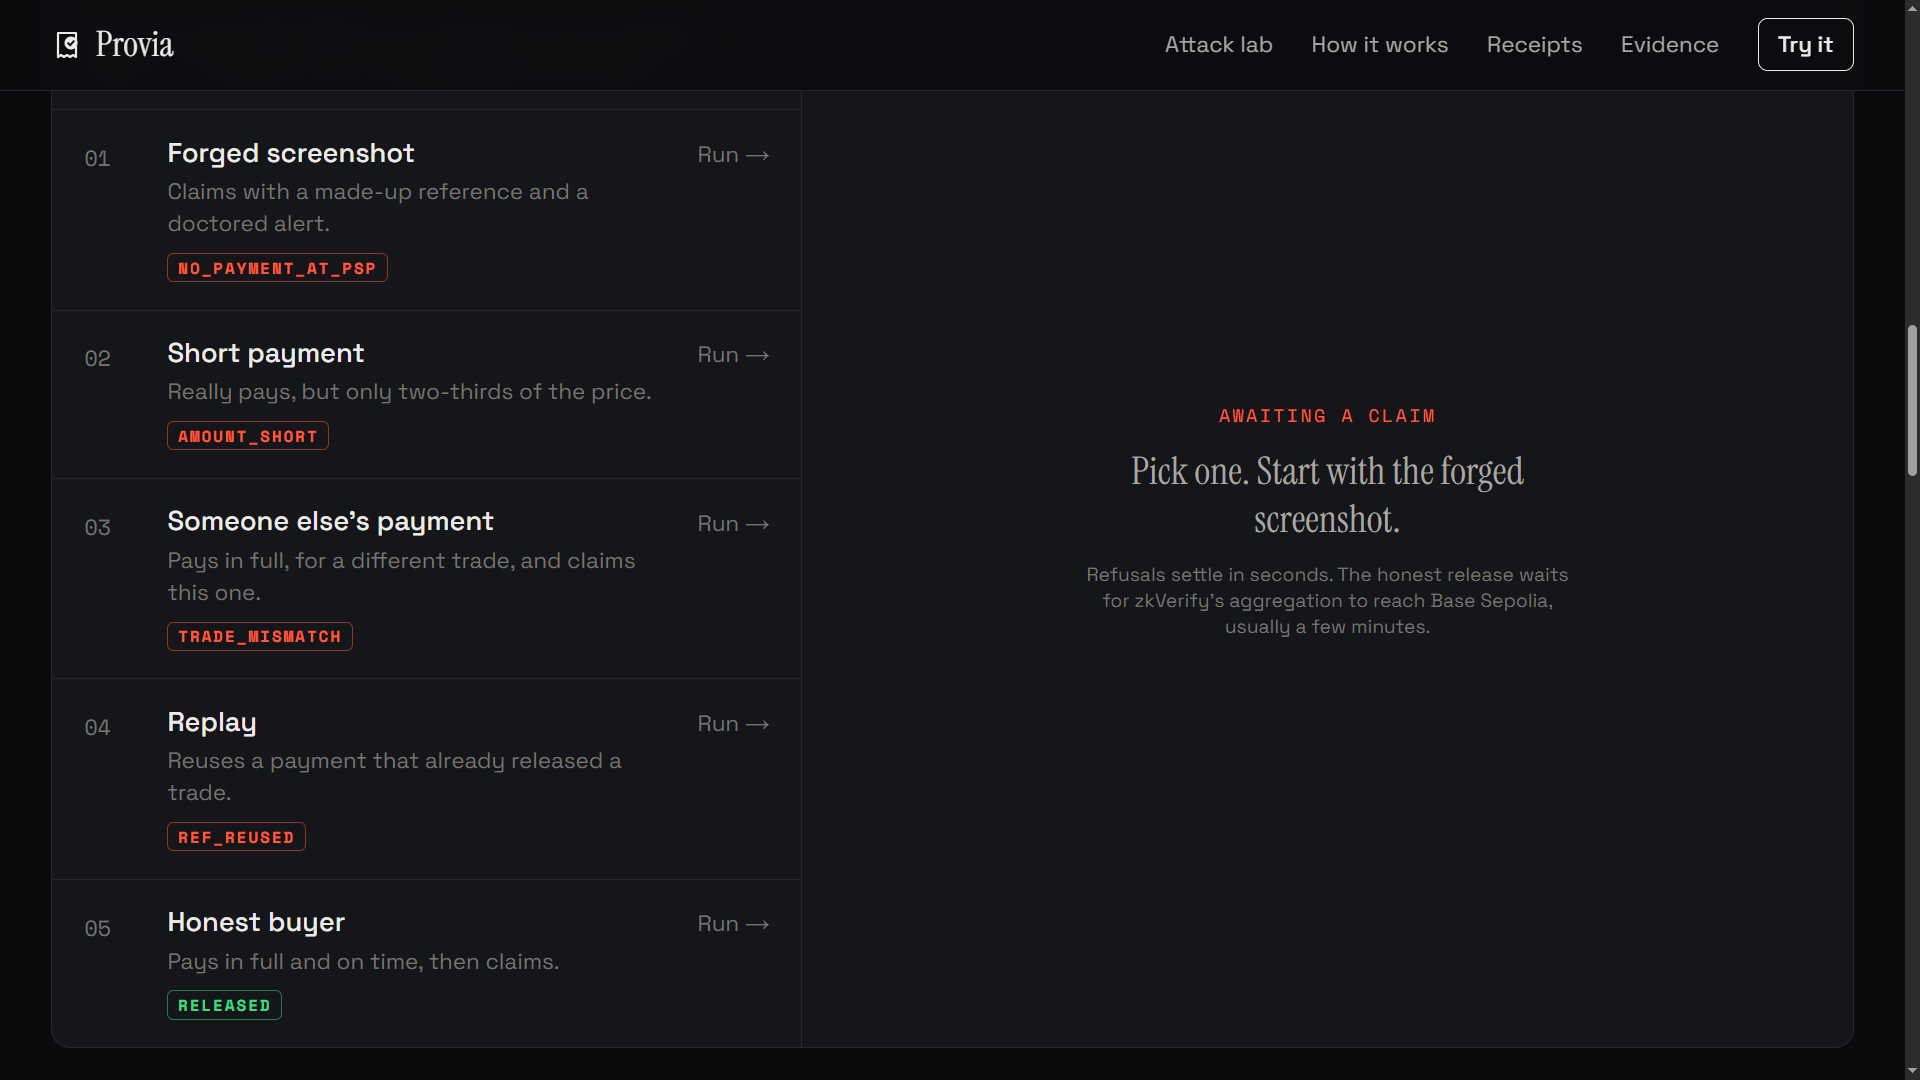 Provia
Attack lab
How it works
Receipts
Evidence
Try it
01
Forged screenshot
Run →
Claims with a made-up reference and a
doctored alert.
NO_PAYMENT_AT_PSP
02
Short payment
Run →
Really pays, but only two-thirds of the price.
AMOUNT_SHORT
03
Someone else’s payment
Run →
Pays in full, for a different trade, and claims
this one.
TRADE_MISMATCH
04
Replay
Run →
Reuses a payment that already released a
trade.
REF_REUSED
05
Honest buyer
Run →
Pays in full and on time, then claims.
RELEASED
AWAITING A CLAIM
Pick one. Start with the forged
screenshot.
Refusals settle in seconds. The honest release waits
for zkVerify’s aggregation to reach Base Sepolia,
usually a few minutes.